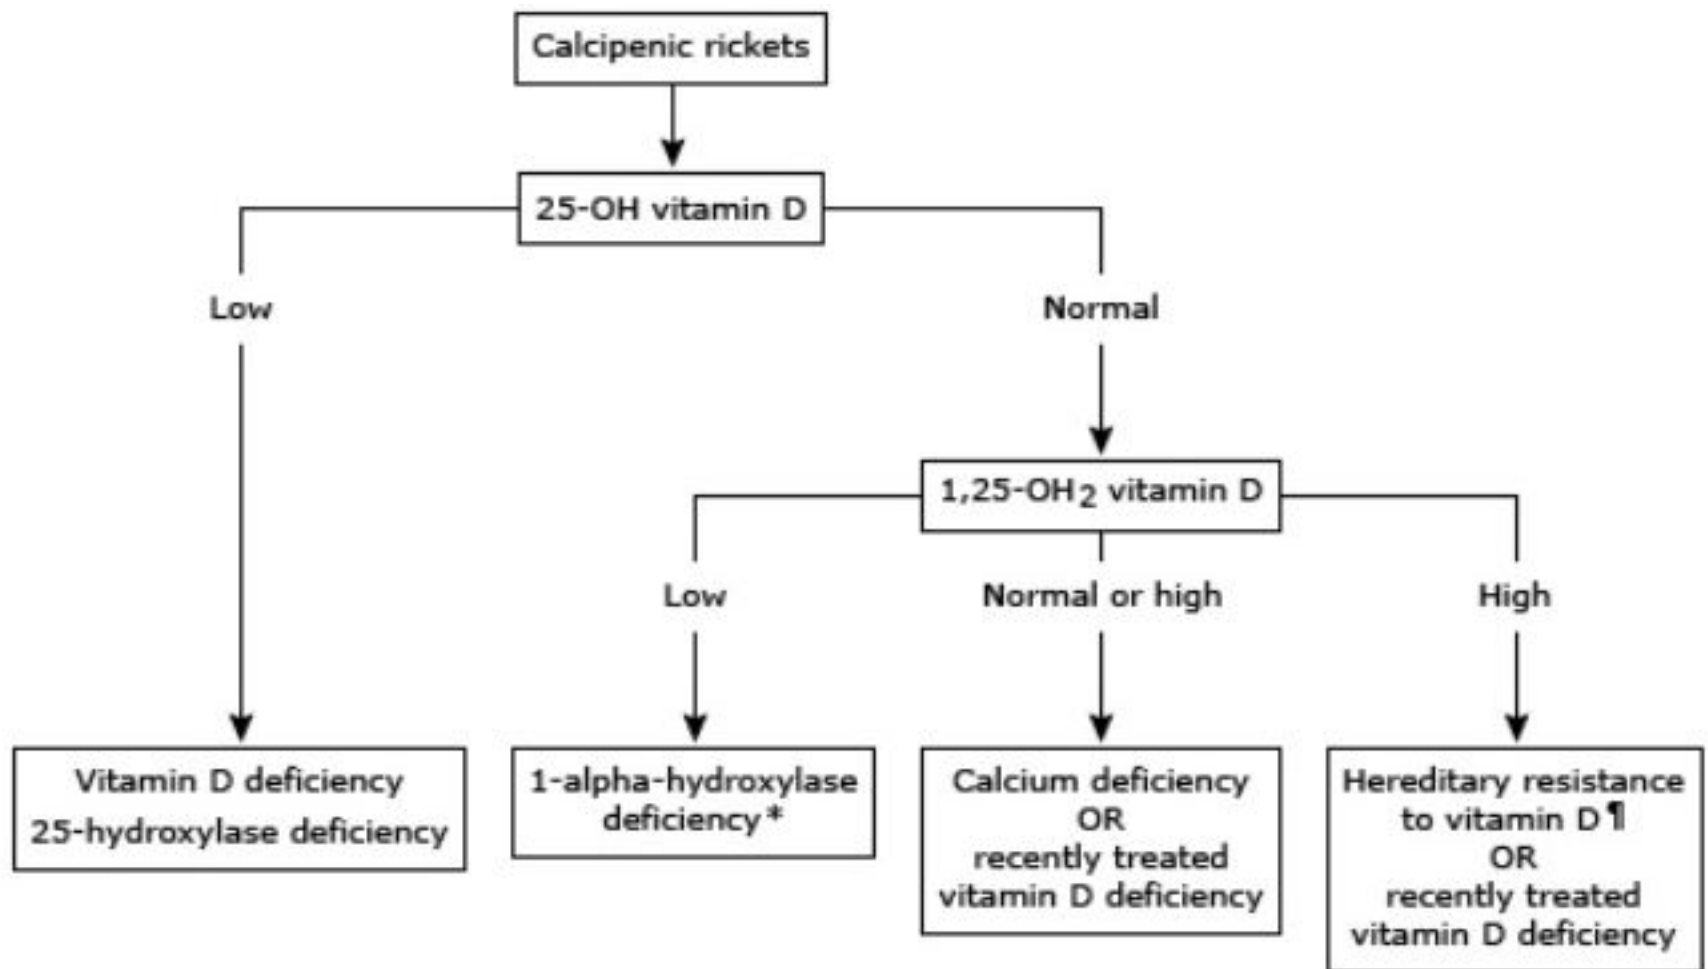 Calcipenic rickets
25-OH vitamin D
Low
Normal
1,25-OH2 vitamin D
Low
Normal or high
High
Vitamin D deficiency
25-hydroxylase deficiency
1-alpha-hydroxylase
deficiency*
Calcium deficiency
OR
recently treated
vitamin D deficiency
Hereditary resistance
to vitamin D¶
OR
recently treated
vitamin D deficiency